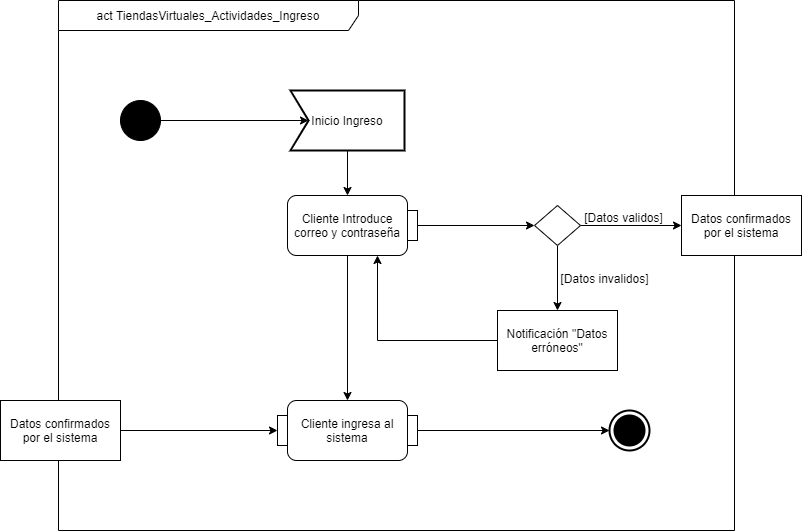 act TiendasVirtuales_Actividades_Ingreso
Inicio Ingreso
Cliente Introduce
correo y contraseña
[Datos validos]
Datos confirmados
por el sistema
[Datos invalidos]
Notificación "Datos
erróneos"
Datos confirmados
por el sistema
Cliente ingresa al
sistema